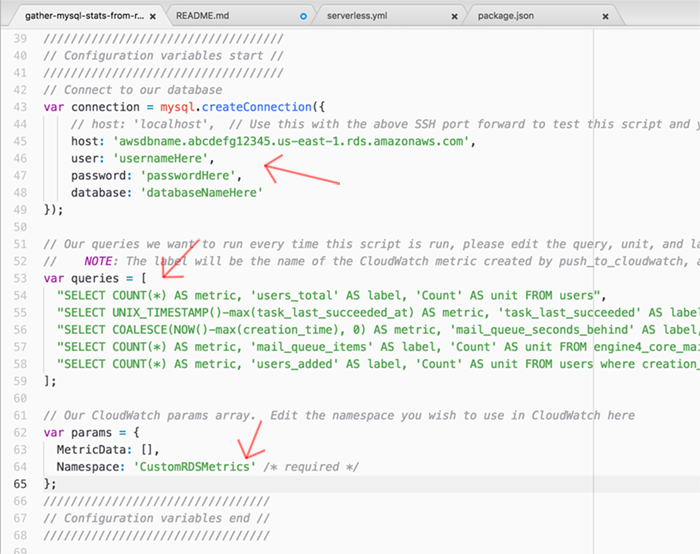 gather-mysql-stats-from-r... × README.md serverless.yml × package.json ×
39 //////////////////////////////////////
40 // Configuration variables start //
41 //////////////////////////////////////
42 // Connect to our database
43 var connection = mysql.createConnection({
44 // host: 'localhost',  // Use this with the above SSH port forward to test this script and y
45 host: 'awsdbname.abcdefg12345.us-east-1.rds.amazonaws.com',
46 user: 'usernameHere',
47 password: 'passwordHere',
48 database: 'databaseNameHere'
49 });
50
51 // Our queries we want to run every time this script is run, please edit the query, unit, and la
52 //    NOTE: The label will be the name of the CloudWatch metric created by push_to_cloudwatch, a
53 var queries = [
54 "SELECT COUNT(*) AS metric, 'users_total' AS label, 'Count' AS unit FROM users",
55 "SELECT UNIX_TIMESTAMP()-max(task_last_succeeded_at) AS metric, 'task_last_succeeded' AS labe
56 "SELECT COALESCE(NOW()-max(creation_time), 0) AS metric, 'mail_queue_seconds_behind' AS label,
57 "SELECT COUNT(*) AS metric, 'mail_queue_items' AS label, 'Count' AS unit FROM engine4_core_mai
58 "SELECT COUNT(*) AS metric, 'users_added' AS label, 'Count' AS unit FROM users where creation_
59 ];
60
61 // Our CloudWatch params array.  Edit the namespace you wish to use in CloudWatch here
62 var params = {
63 MetricData: [],
64 Namespace: 'CustomRDSMetrics' /* required */
65 };
66 ///////////////////////////////////
67 // Configuration variables end //
68 ///////////////////////////////////
69